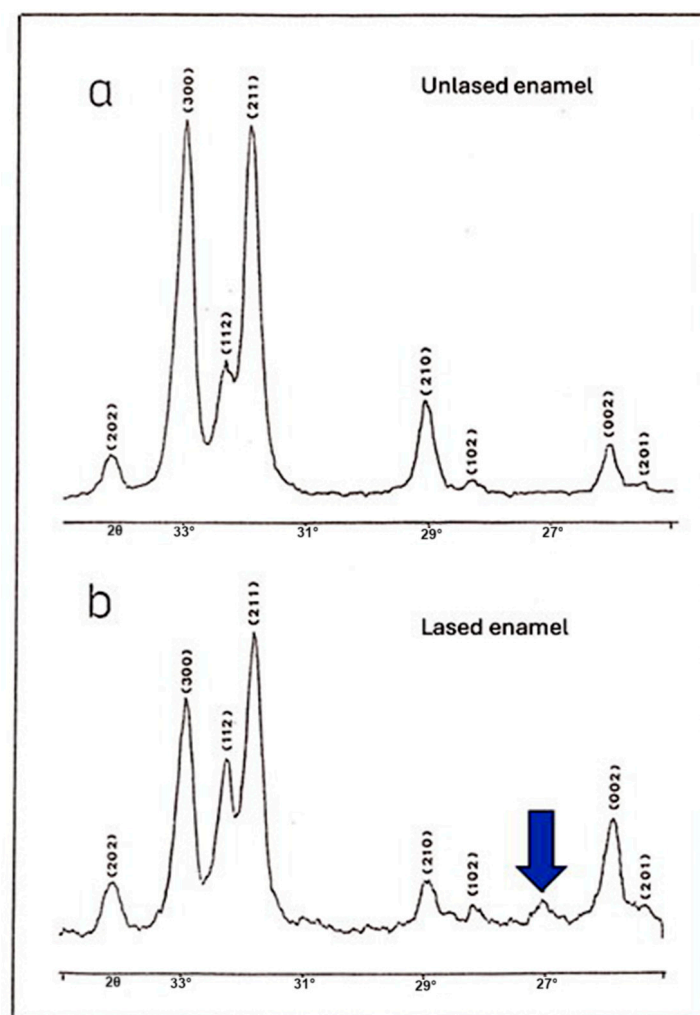 a
Unlased enamel
(202)
(300)
(112)
(211)
(210)
(102)
(002)
(201)
2θ 33° 31° 29° 27°
b
Lased enamel
(202)
(300)
(112)
(211)
(210)
(102)
(002)
(201)
2θ 33° 31° 29° 27°